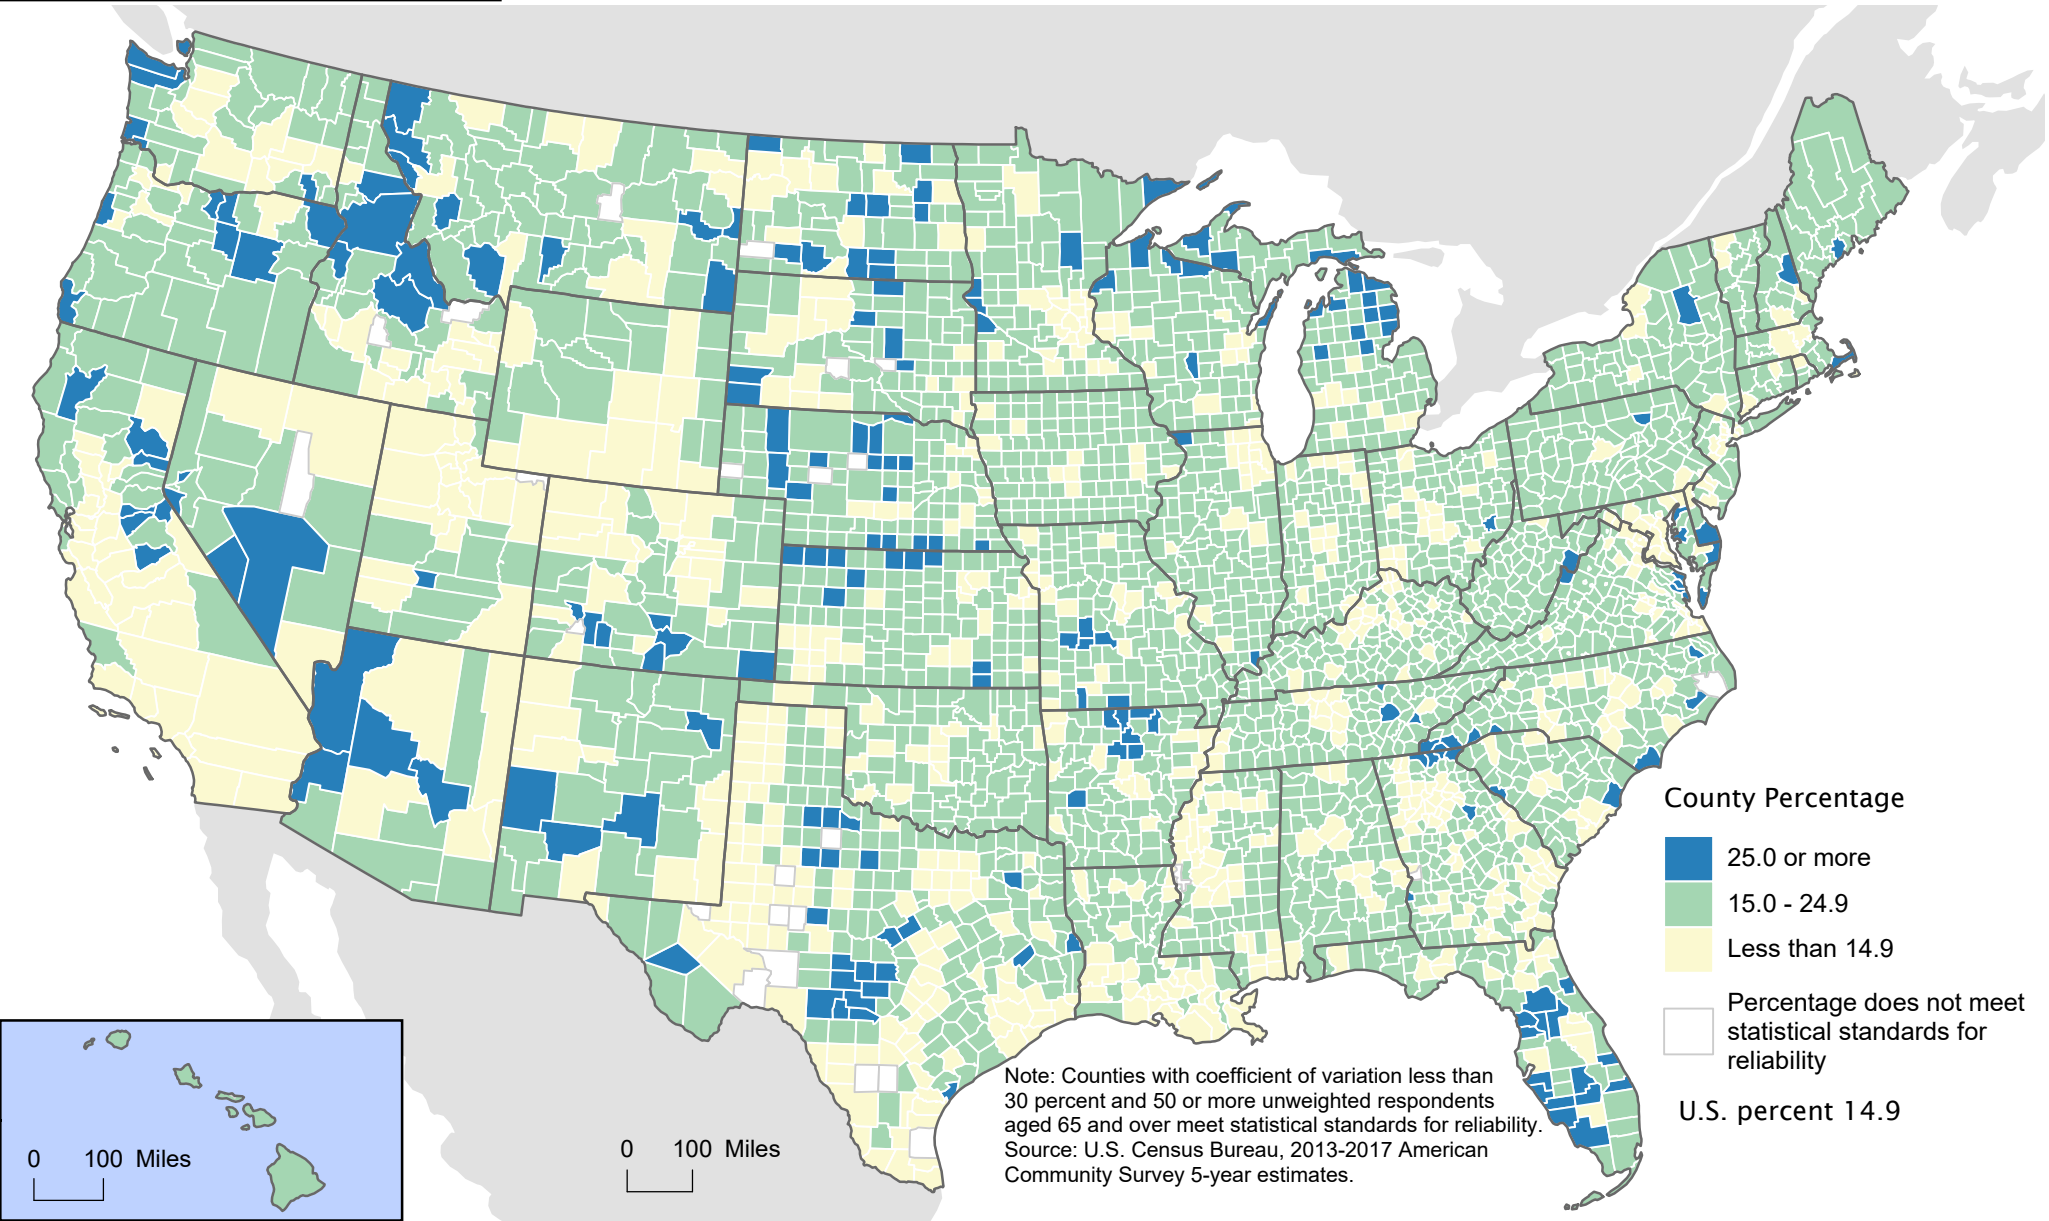 County Percentage
25.0 or more
15.0 - 24.9
Less than 14.9
Percentage does not meet
statistical standards for
reliability
U.S. percent 14.9
Note: Counties with coefficient of variation less than
30 percent and 50 or more unweighted respondents
aged 65 and over meet statistical standards for reliability.
Source: U.S. Census Bureau, 2013-2017 American
Community Survey 5-year estimates.
0 100 Miles
0 100 Miles